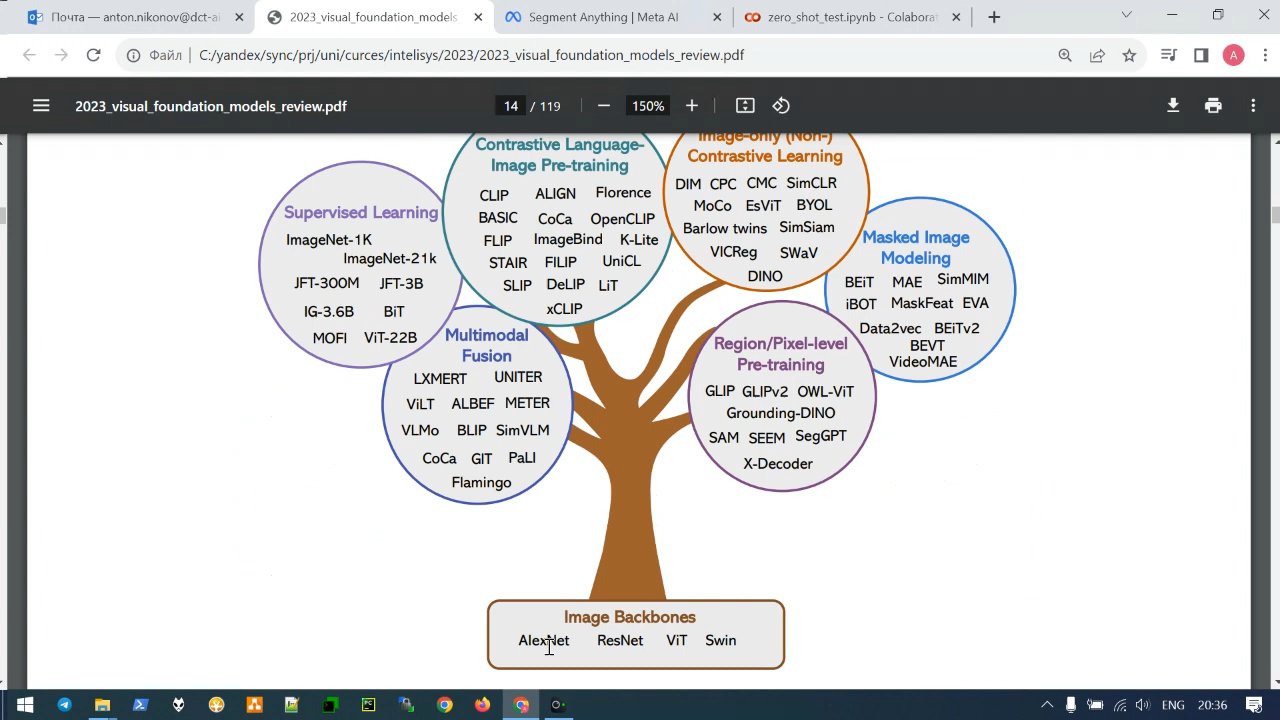 Почта — anton.nikonov@dct-ai
2023_visual_foundation_models
Segment Anything | Meta AI
zero_shot_test.ipynb - Colaborat
Файл
C:/yandex/sync/prj/uni/curces/intelisys/2023/2023_visual_foundation_models_review.pdf
A
2023_visual_foundation_models_review.pdf
14 / 119
150%
Supervised Learning
ImageNet-1K
ImageNet-21k
JFT-300M JFT-3B
IG-3.6B BiT
MOFI ViT-22B
Contrastive Language-
Image Pre-training
CLIP ALIGN Florence
BASIC CoCa OpenCLIP
FLIP ImageBind K-Lite
STAIR FILIP UniCL
SLIP DeLIP LiT
xCLIP
Image-only (Non-)
Contrastive Learning
DIM CPC CMC SimCLR
MoCo EsViT BYOL
Barlow twins SimSiam
VICReg SWaV
DINO
Masked Image
Modeling
BEiT MAE SimMIM
iBOT MaskFeat EVA
Data2vec BEiTv2
BEVT
VideoMAE
Multimodal
Fusion
LXMERT UNITER
ViLT ALBEF METER
VLMo BLIP SimVLM
CoCa GIT PaLI
Flamingo
Region/Pixel-level
Pre-training
GLIP GLIPv2 OWL-ViT
Grounding-DINO
SAM SEEM SegGPT
X-Decoder
Image Backbones
AlexNet ResNet ViT Swin
PC
ENG 20:36